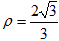 ρ = 2√3/3